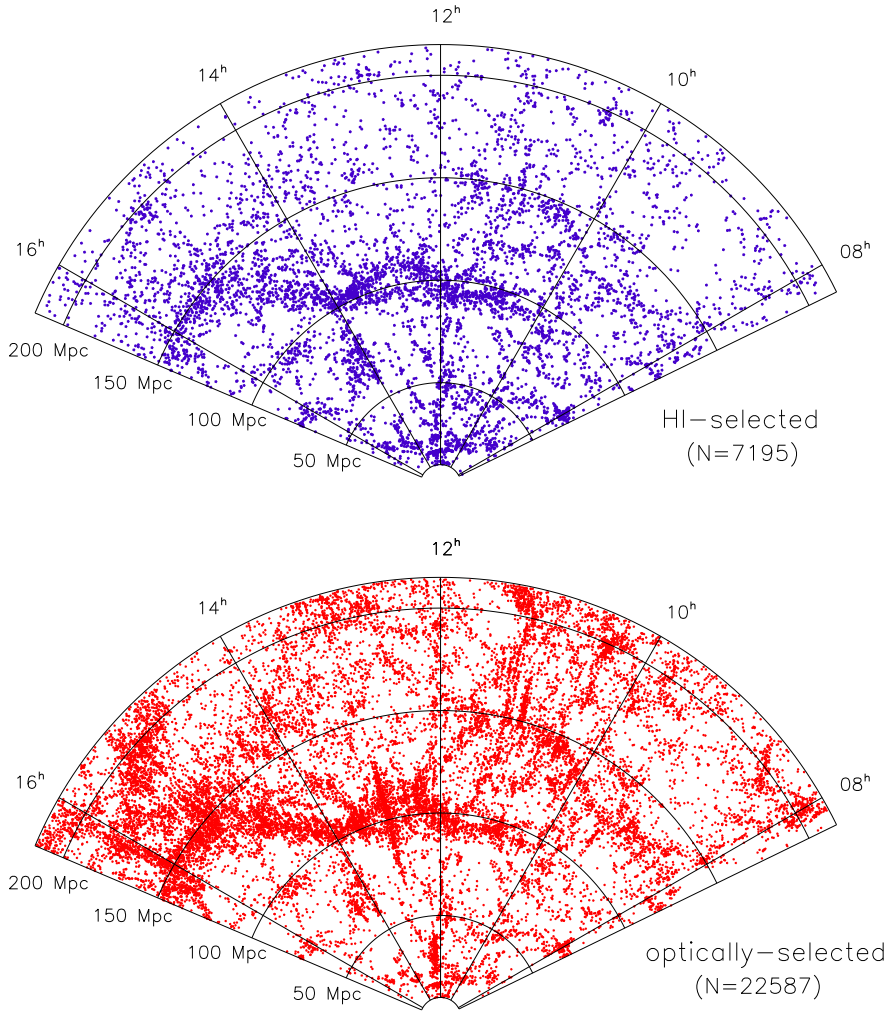 12ʰ
14ʰ
10ʰ
16ʰ
08ʰ
200 Mpc
150 Mpc
100 Mpc
50 Mpc
HI-selected
(N=7195)
12ʰ
14ʰ
10ʰ
16ʰ
08ʰ
200 Mpc
150 Mpc
100 Mpc
50 Mpc
optically-selected
(N=22587)